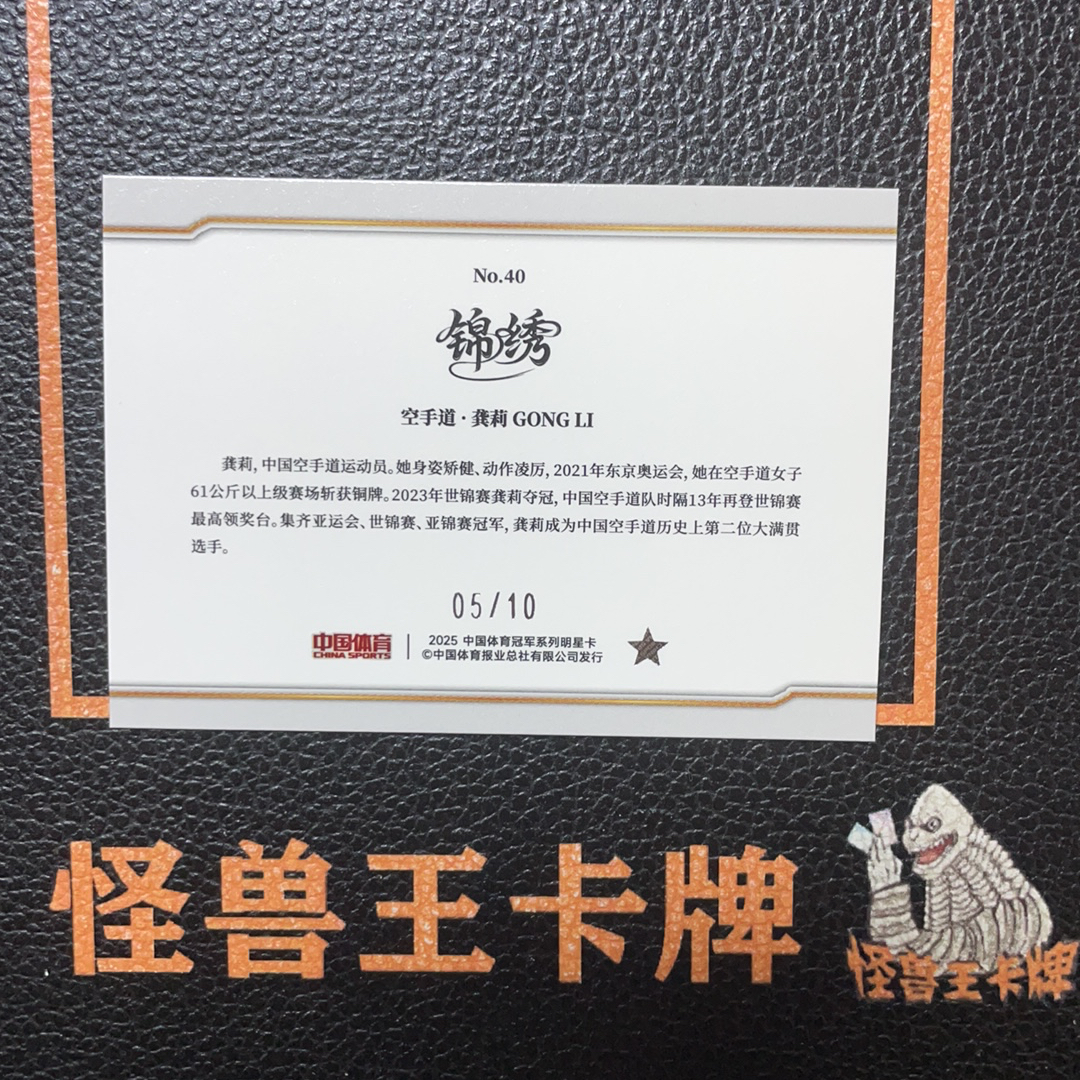 No.40
锦绣
空手道·龚莉 GONG LI
龚莉,中国空手道运动员。她身姿矫健、动作凌厉,2021年东京奥运会,她在空手道女子
61公斤以上级赛场斩获铜牌。2023年世锦赛龚莉夺冠,中国空手道队时隔13年再登世锦赛
最高领奖台。集齐亚运会、世锦赛、亚锦赛冠军,龚莉成为中国空手道历史上第二位大满贯
选手。
05/10
中国体育
CHINA SPORTS
2025 中国体育冠军系列明星卡
©中国体育报业总社有限公司发行
怪兽王卡牌
怪兽王卡牌